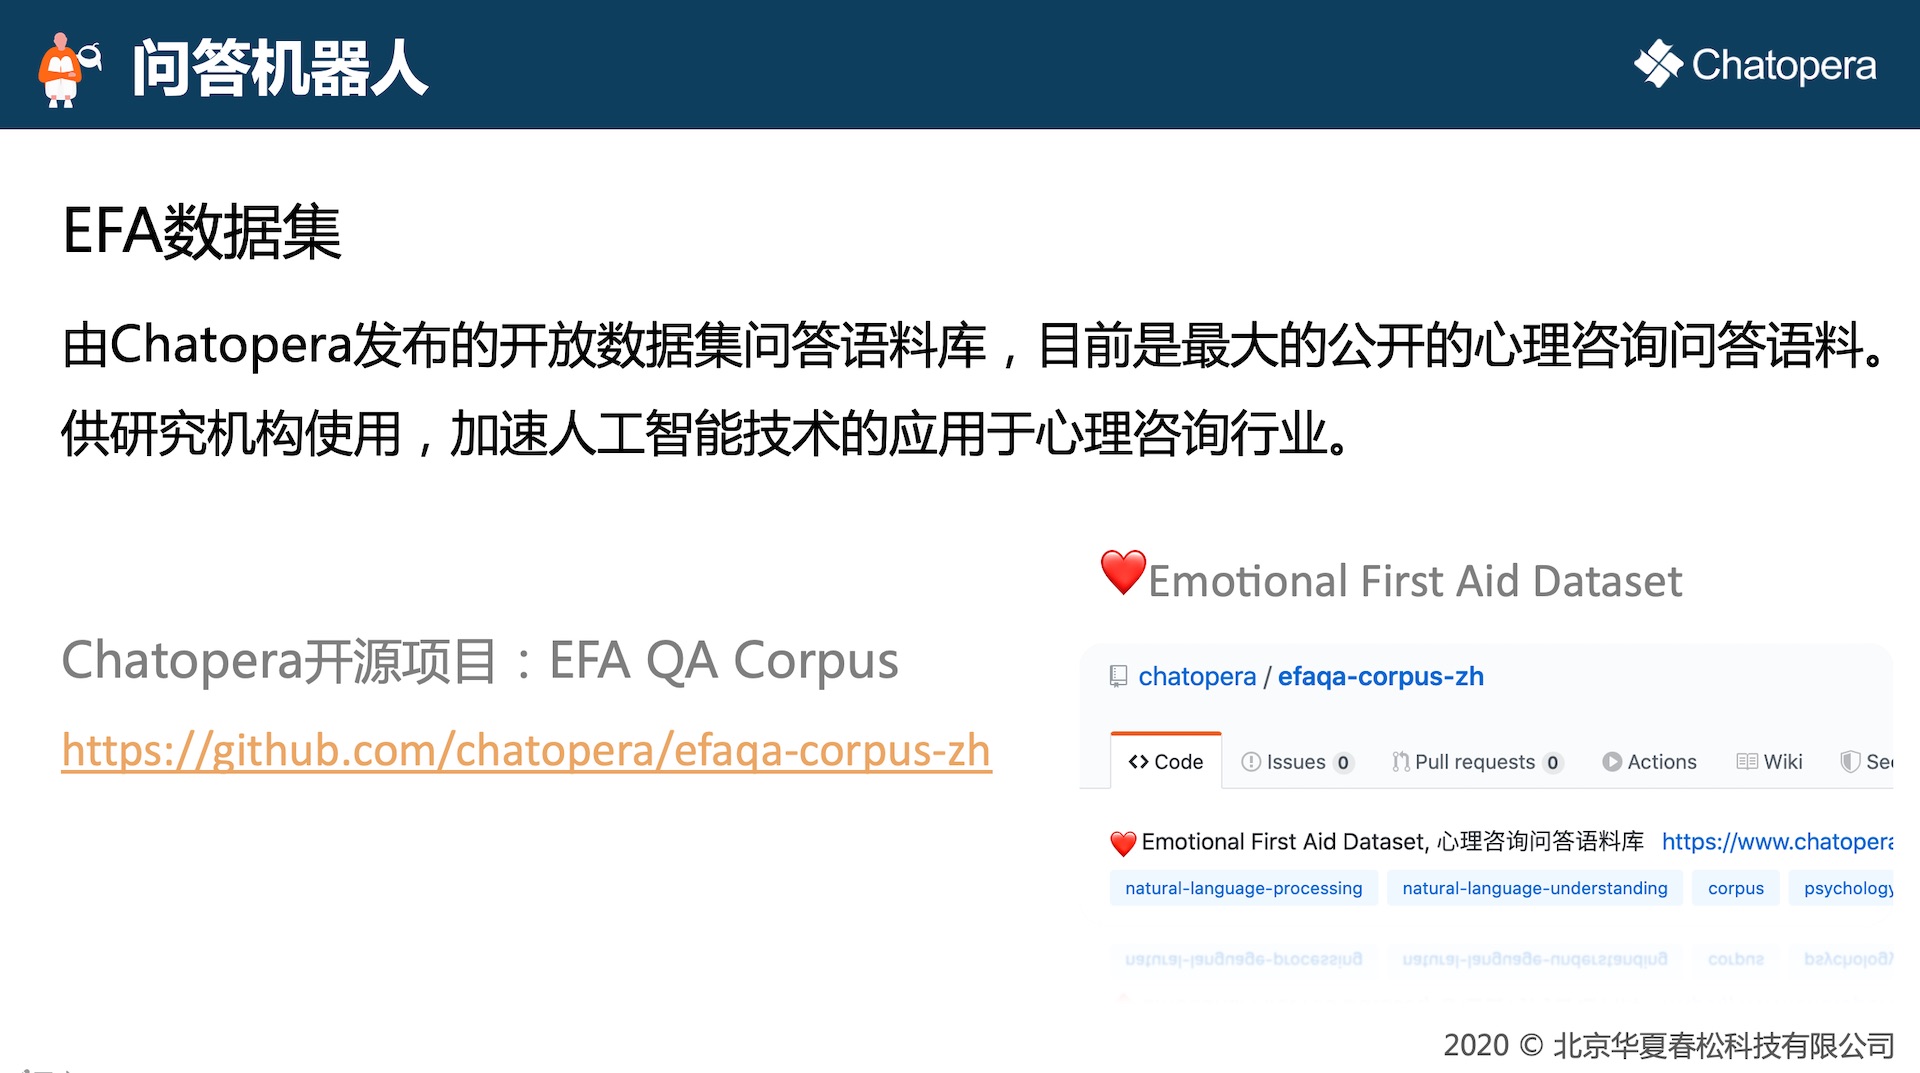 问答机器人
Chatopera
EFA数据集
由Chatopera发布的开放数据集问答语料库，目前是最大的公开的心理咨询问答语料。
供研究机构使用，加速人工智能技术的应用于心理咨询行业。
❤️Emotional First Aid Dataset
Chatopera开源项目：EFA QA Corpus
https://github.com/chatopera/efaqa-corpus-zh
chatopera / efaqa-corpus-zh
Code Issues 0 Pull requests 0 Actions Wiki Sec
❤️Emotional First Aid Dataset, 心理咨询问答语料库 https://www.chatopera
natural-language-processing natural-language-understanding corpus psychology
2020 © 北京华夏春松科技有限公司